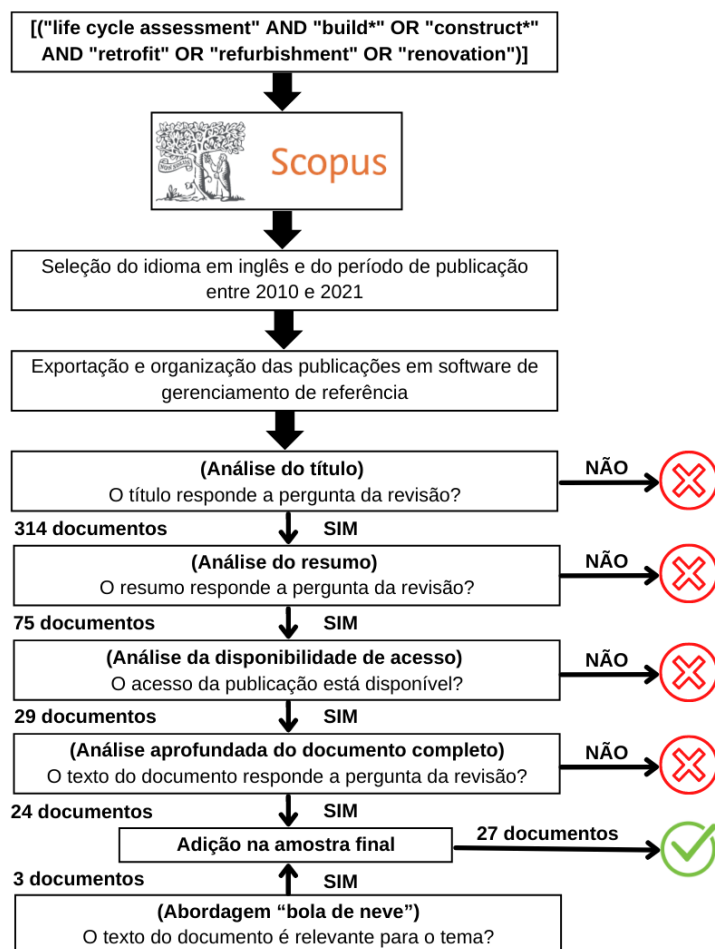 [("life cycle assessment" AND "build*" OR "construct*"
AND "retrofit" OR "refurbishment" OR "renovation")]
Scopus
Seleção do idioma em inglês e do período de publicação
entre 2010 e 2021
Exportação e organização das publicações em software de
gerenciamento de referência
(Análise do título)
O título responde a pergunta da revisão?
NÃO
314 documentos
SIM
(Análise do resumo)
O resumo responde a pergunta da revisão?
NÃO
75 documentos
SIM
(Análise da disponibilidade de acesso)
O acesso da publicação está disponível?
NÃO
29 documentos
SIM
(Análise aprofundada do documento completo)
O texto do documento responde a pergunta da revisão?
NÃO
24 documentos
SIM
Adição na amostra final
27 documentos
3 documentos
SIM
(Abordagem “bola de neve”)
O texto do documento é relevante para o tema?